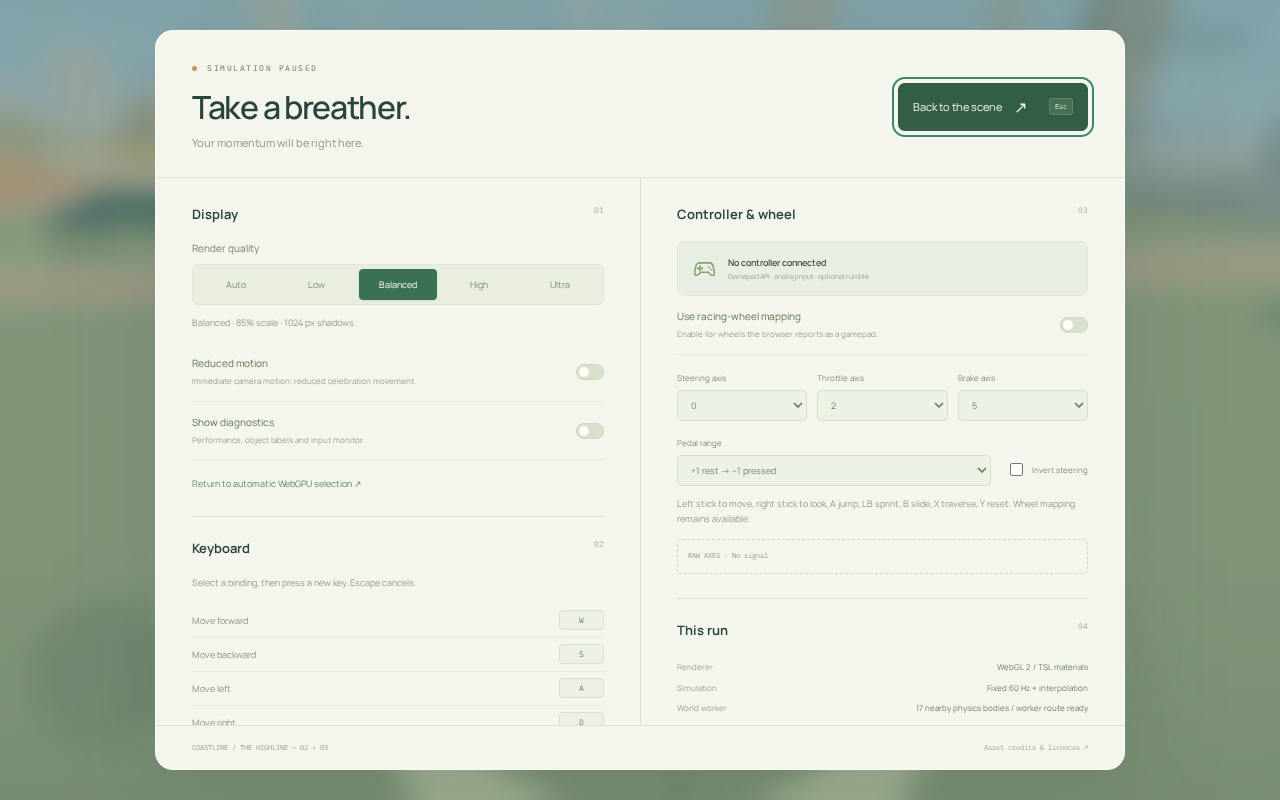 SIMULATION PAUSED
Take a breather.
Your momentum will be right here.
Back to the scene ↗ Esc
Display 01
Render quality
Auto Low Balanced High Ultra
Balanced · 85% scale · 1024 px shadows.
Reduced motion
Immediate camera motion; reduced celebration movement.
Show diagnostics
Performance, object labels and input monitor.
Return to automatic WebGPU selection ↗
Keyboard 02
Select a binding, then press a new key. Escape cancels.
Move forward W
Move backward S
Move left A
Move right D
Controller & wheel 03
No controller connected
Gamepad API · analog input · optional rumble
Use racing-wheel mapping
Enable for wheels the browser reports as a gamepad.
Steering axis Throttle axis Brake axis
0 2 5
Pedal range
+1 rest → −1 pressed Invert steering
Left stick to move, right stick to look, A jump, LB sprint, B slide, X traverse, Y reset. Wheel mapping
remains available.
RAW AXES · No signal
This run 04
Renderer WebGL 2 / TSL materials
Simulation Fixed 60 Hz + interpolation
World worker 17 nearby physics bodies / worker route ready
COASTLINE / THE HIGHLINE — 02 + 03
Asset credits & licences ↗